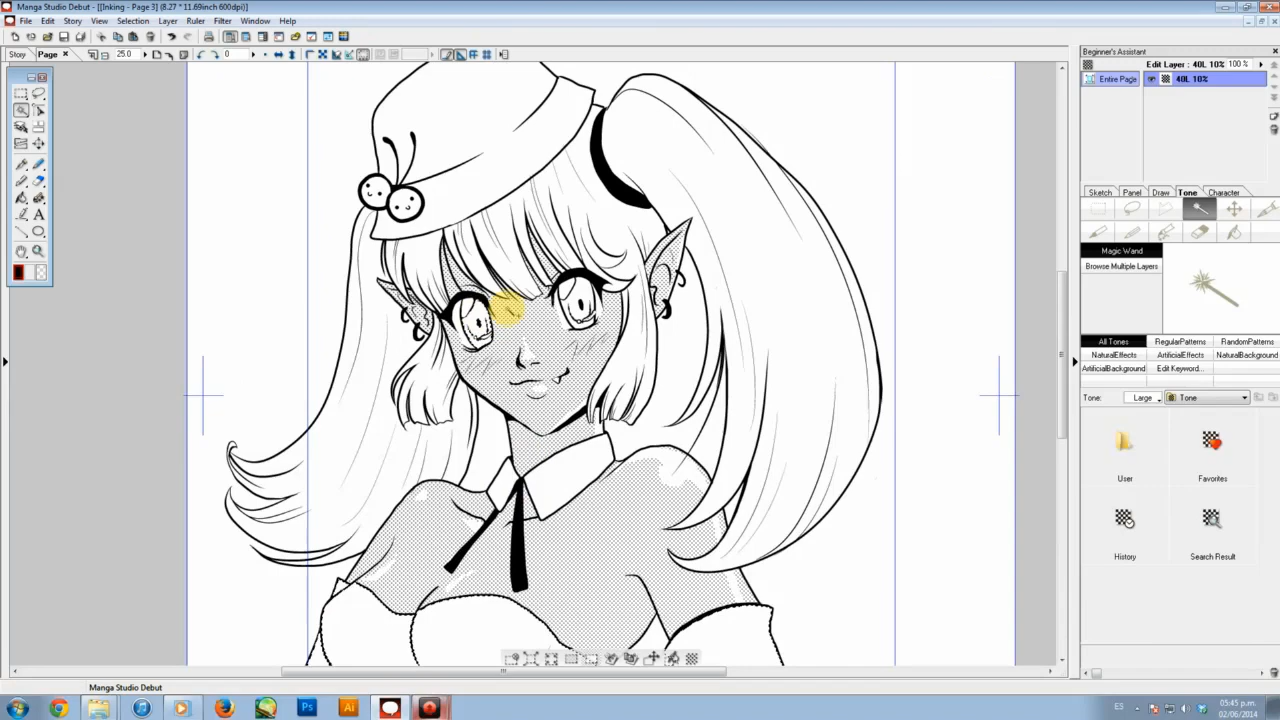 Manga Studio Debut - [[Inking - Page 3] (8.27 * 11.69inch 600dpi)]
File Edit Story View Selection Layer Ruler Filter Window Help
Story Page 25.0 0
Beginner's Assistant
Edit Layer : 40L 10% 100 %
Entire Page 40L 10%
Sketch Panel Draw Tone Character
Magic Wand
Browse Multiple Layers
All Tones RegularPatterns RandomPatterns
NaturalEffects ArtificialEffects NaturalBackground
ArtificialBackground Edit Keyword...
Tone: Large Tone
User Favorites
History Search Result
Manga Studio Debut
Ps Ai ES 05:45 p.m.
02/06/2014